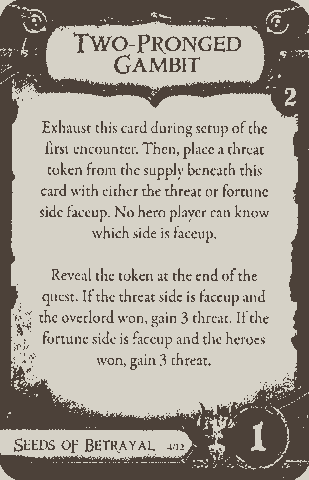 TWO-PRONGED
GAMBIT
2
Exhaust this card during setup of the
first encounter. Then, place a threat
token from the supply beneath this
card with either the threat or fortune
side faceup. No hero player can know
which side is faceup.
Reveal the token at the end of the
quest. If the threat side is faceup and
the overlord won, gain 3 threat. If the
fortune side is faceup and the heroes
won, gain 3 threat.
SEEDS OF BETRAYAL 4/12
1